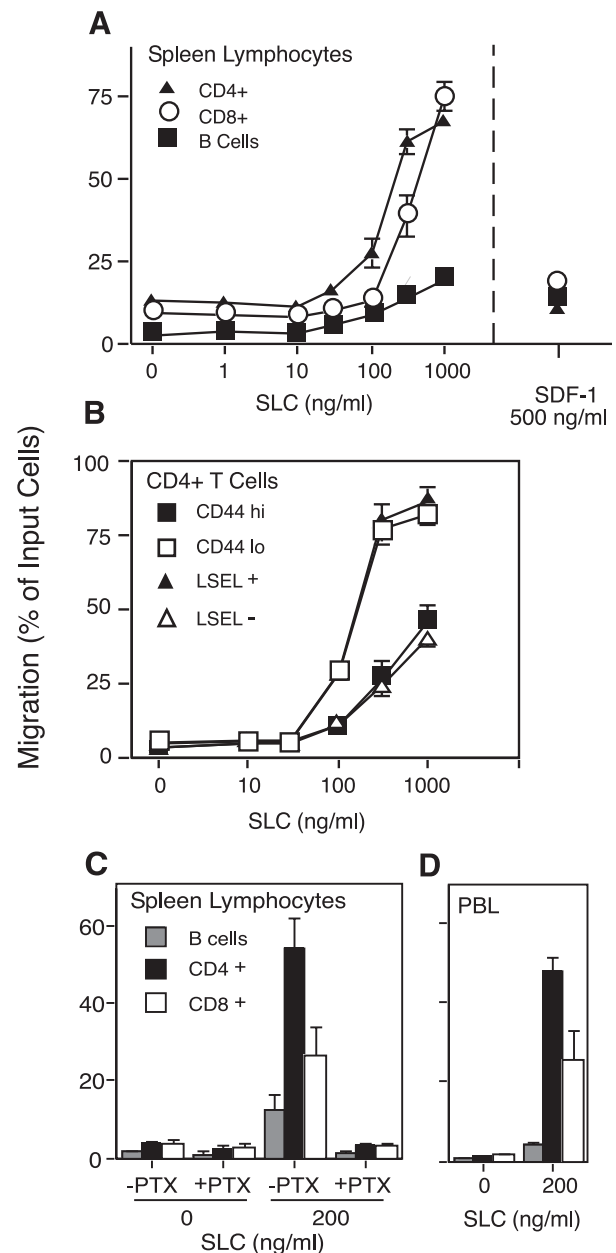 A
Spleen Lymphocytes
CD4+
CD8+
B Cells
75
50
25
0
0 1 10 100 1000
SLC (ng/ml)
SDF-1
500 ng/ml
B
Migration (% of Input Cells)
100
CD4+ T Cells
CD44 hi
CD44 lo
LSEL +
LSEL -
75
50
25
0
0 10 100 1000
SLC (ng/ml)
C
Spleen Lymphocytes
B cells
CD4 +
CD8 +
60
40
20
0
-PTX +PTX -PTX +PTX
0 200
SLC (ng/ml)
D
PBL
0 200
SLC (ng/ml)